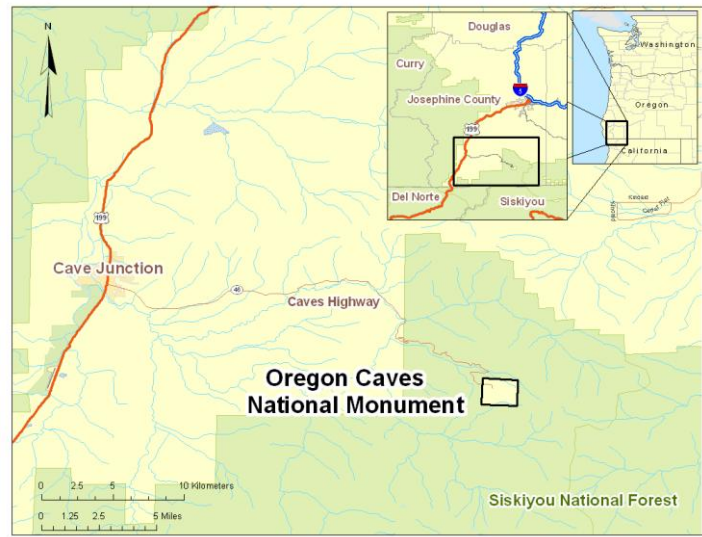 N
Douglas
Curry
Josephine County
5
199
Del Norte
Siskiyou
Washington
Oregon
California
199
Cave Junction
46
Caves Highway
Oregon Caves
National Monument
0 2.5 5 10 Kilometers
0 1.25 2.5 5 Miles
Siskiyou National Forest